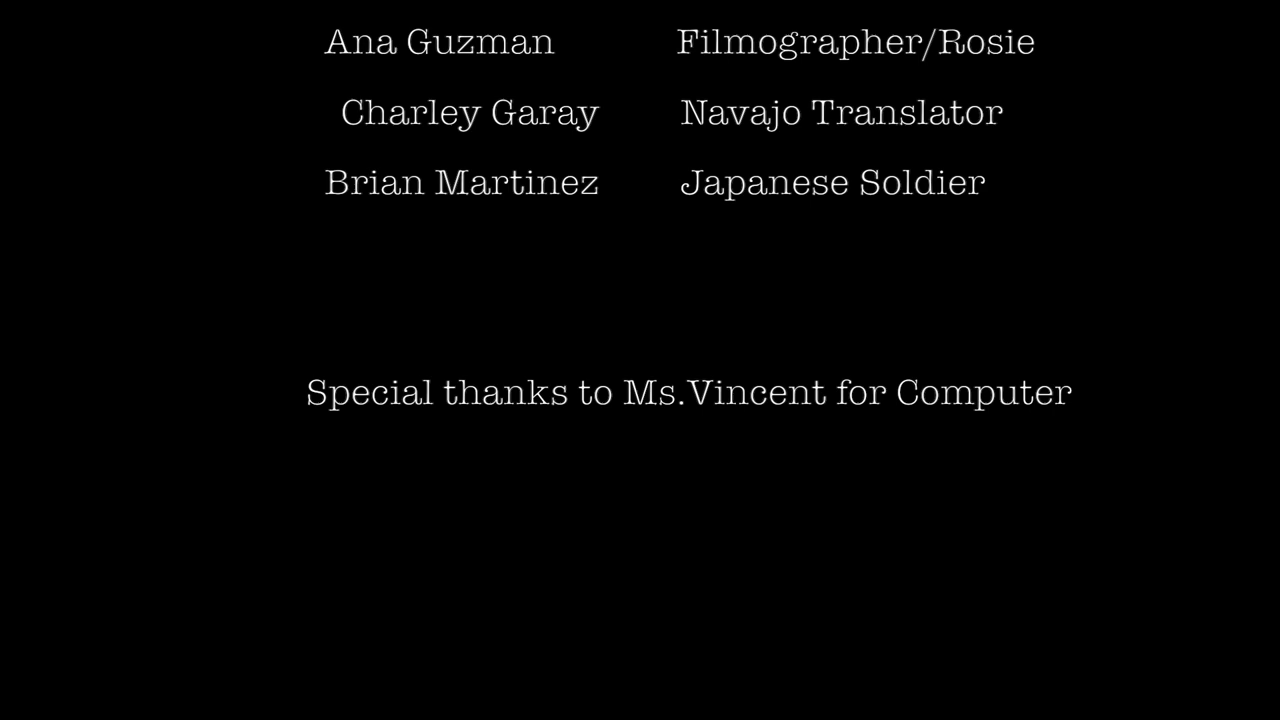 Ana Guzman Filmographer/Rosie
Charley Garay Navajo Translator
Brian Martinez Japanese Soldier
Special thanks to Ms.Vincent for Computer